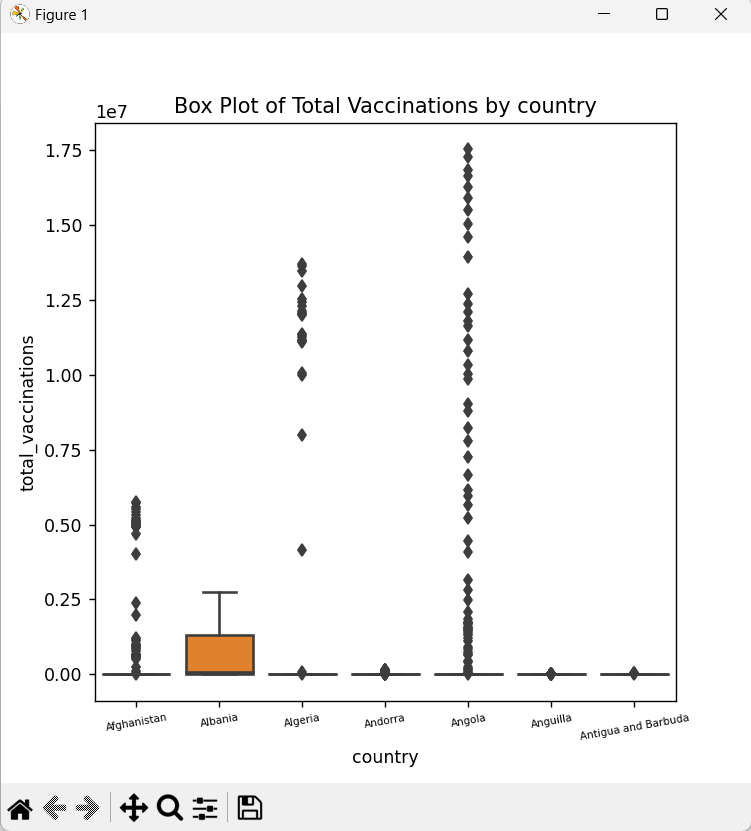 Figure 1
Box Plot of Total Vaccinations by country
1e7
1.75
1.50
1.25
1.00
0.75
0.50
0.25
0.00
total_vaccinations
Afghanistan
Albania
Algeria
Andorra
Angola
Anguilla
Antigua and Barbuda
country